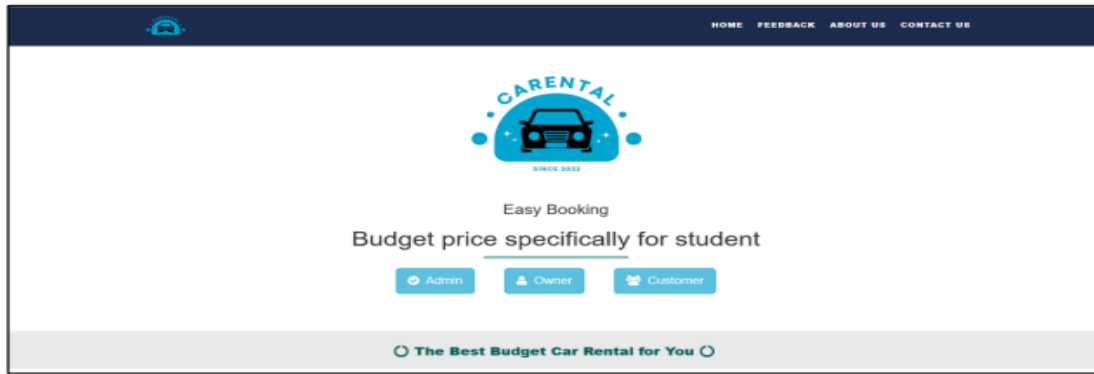 HOME FEEDBACK ABOUT US CONTACT US
CARENTAL
SINCE 2022
Easy Booking
Budget price specifically for student
Admin Owner Customer
The Best Budget Car Rental for You